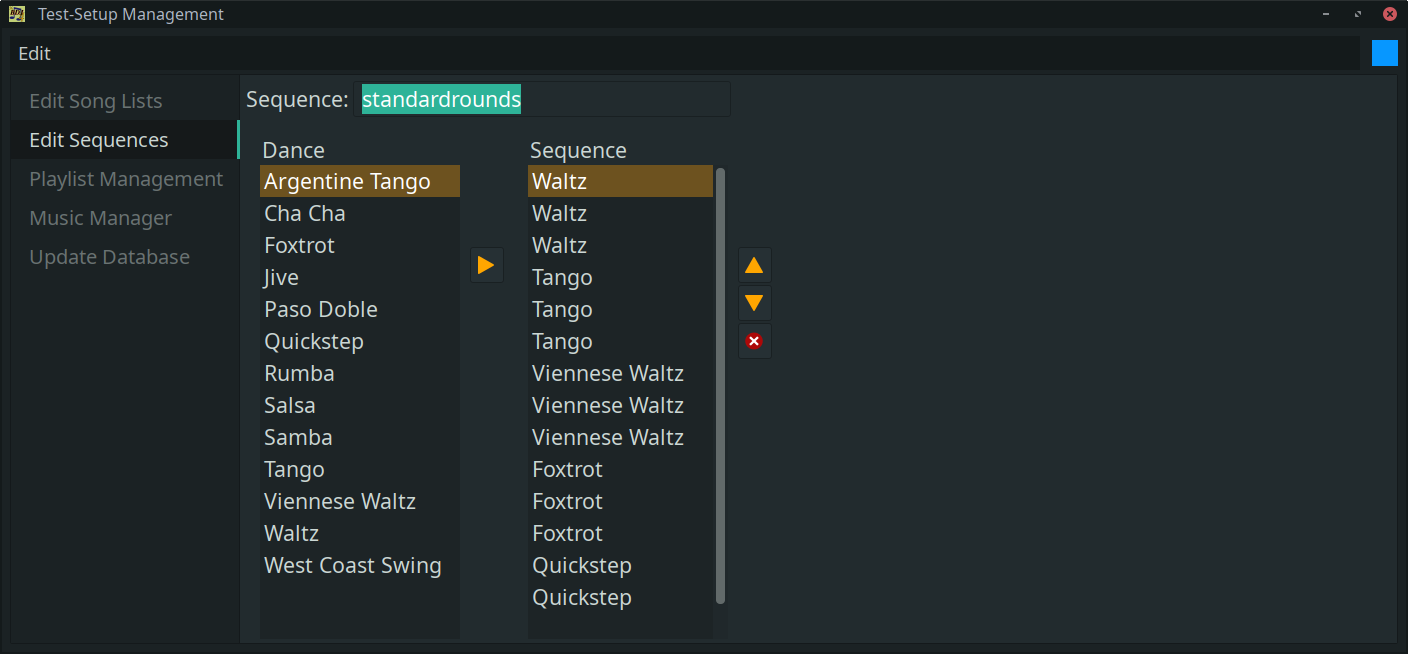 Test-Setup Management
Edit
Edit Song Lists
Edit Sequences
Playlist Management
Music Manager
Update Database
Sequence: standardrounds
Dance
Argentine Tango
Cha Cha
Foxtrot
Jive
Paso Doble
Quickstep
Rumba
Salsa
Samba
Tango
Viennese Waltz
Waltz
West Coast Swing
Sequence
Waltz
Waltz
Waltz
Tango
Tango
Tango
Viennese Waltz
Viennese Waltz
Viennese Waltz
Foxtrot
Foxtrot
Foxtrot
Quickstep
Quickstep